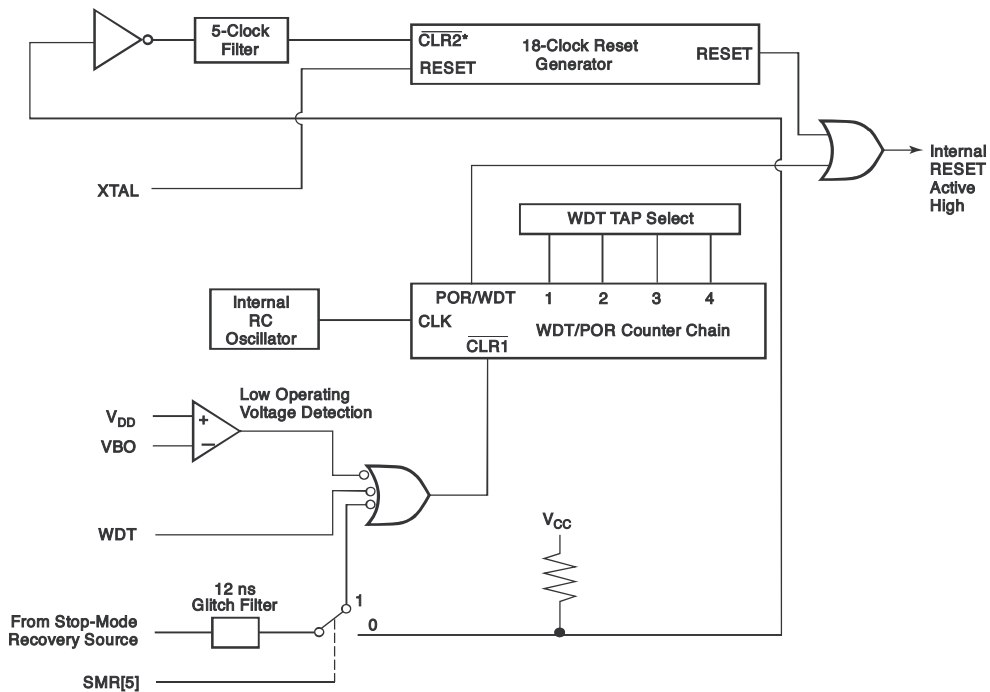 5-Clock
Filter
CLR2*
RESET
18-Clock Reset
Generator
RESET
Internal
RESET
Active
High
XTAL
WDT TAP Select
POR/WDT
1
2
3
4
CLK
WDT/POR Counter Chain
CLR1
Internal
RC
Oscillator
Low Operating
Voltage Detection
VDD
VBO
+
−
WDT
VCC
12 ns
Glitch Filter
1
0
From Stop-Mode
Recovery Source
SMR[5]